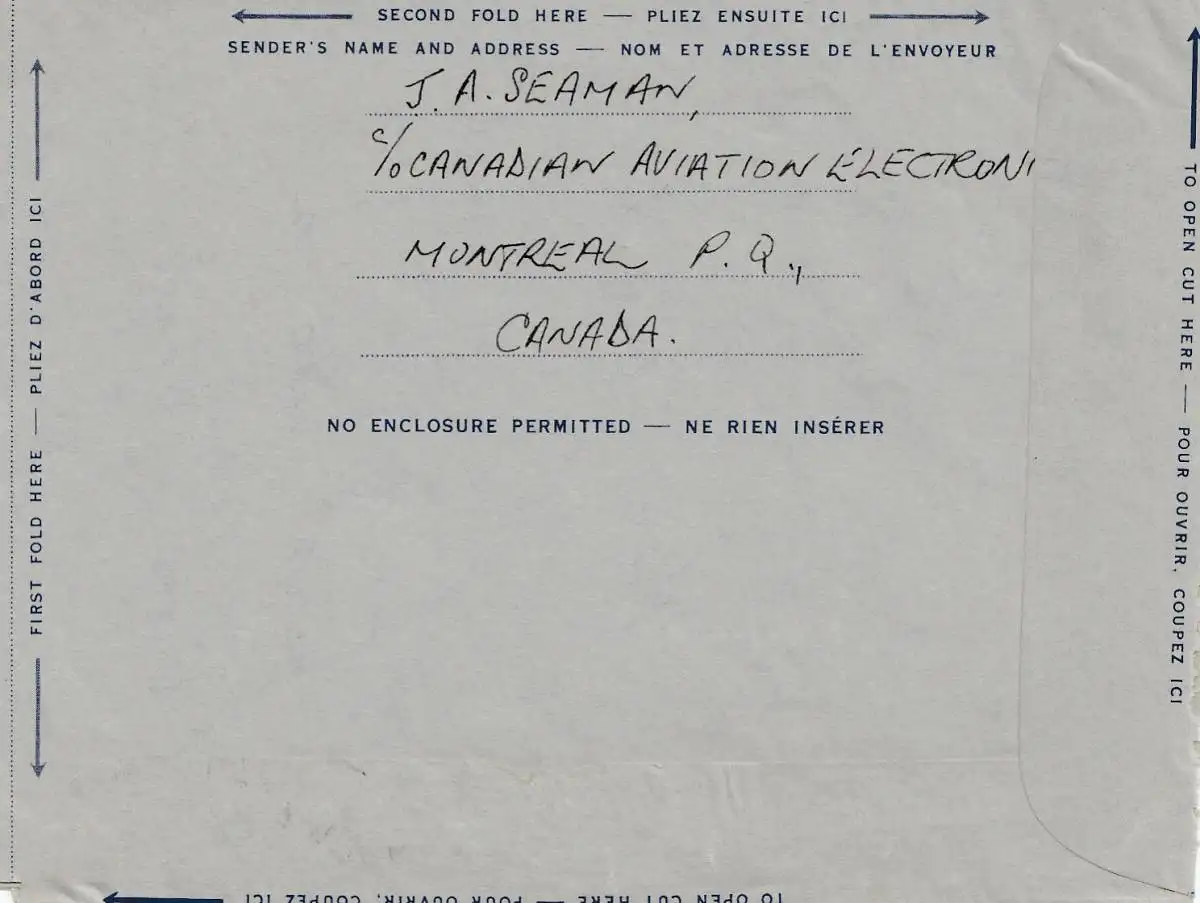 SECOND FOLD HERE — PLIEZ ENSUITE ICI
SENDER'S NAME AND ADDRESS — NOM ET ADRESSE DE L'ENVOYEUR
J. A. SEAMAN,
c/o CANADIAN AVIATION ELECTRONI
MONTREAL P. Q.,
CANADA.
NO ENCLOSURE PERMITTED — NE RIEN INSÉRER
FIRST FOLD HERE — PLIEZ D'ABORD ICI
TO OPEN CUT HERE — POUR OUVRIR, COUPEZ ICI
TO OPEN CUT HERE — POUR OUVRIR, COUPEZ ICI